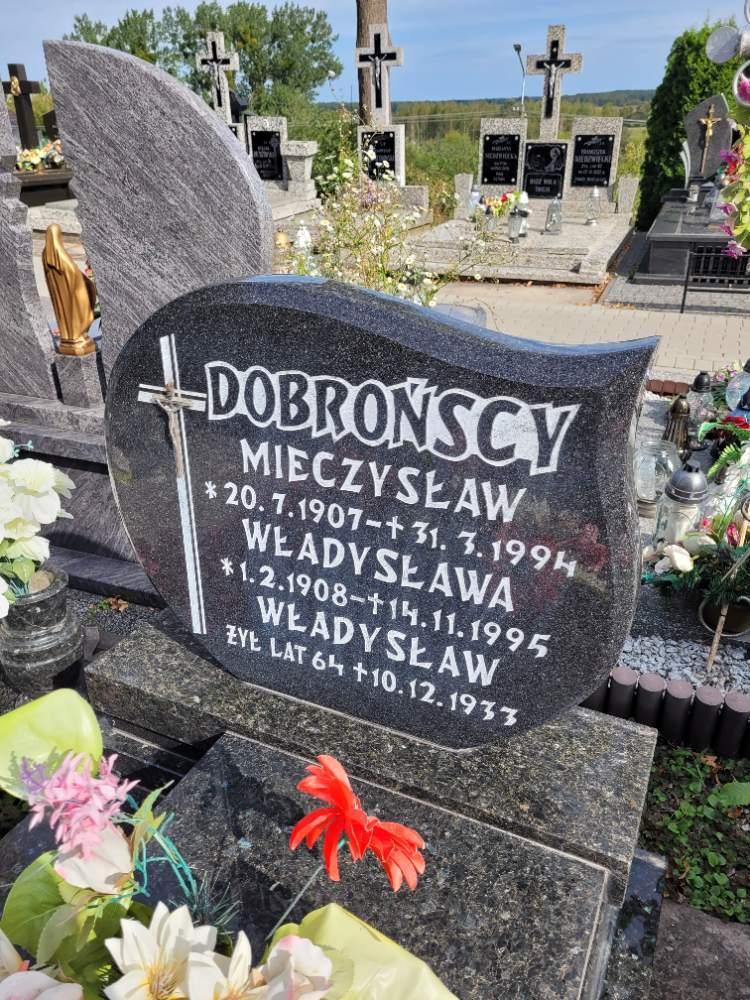 DOBROŃSCY
MIECZYSŁAW
* 20. 7. 1907 - † 31. 3. 1994
WŁADYSŁAWA
* 1. 2. 1908 - † 14. 11. 1995
WŁADYSŁAW
ŻYŁ LAT 64 † 10. 12. 1933